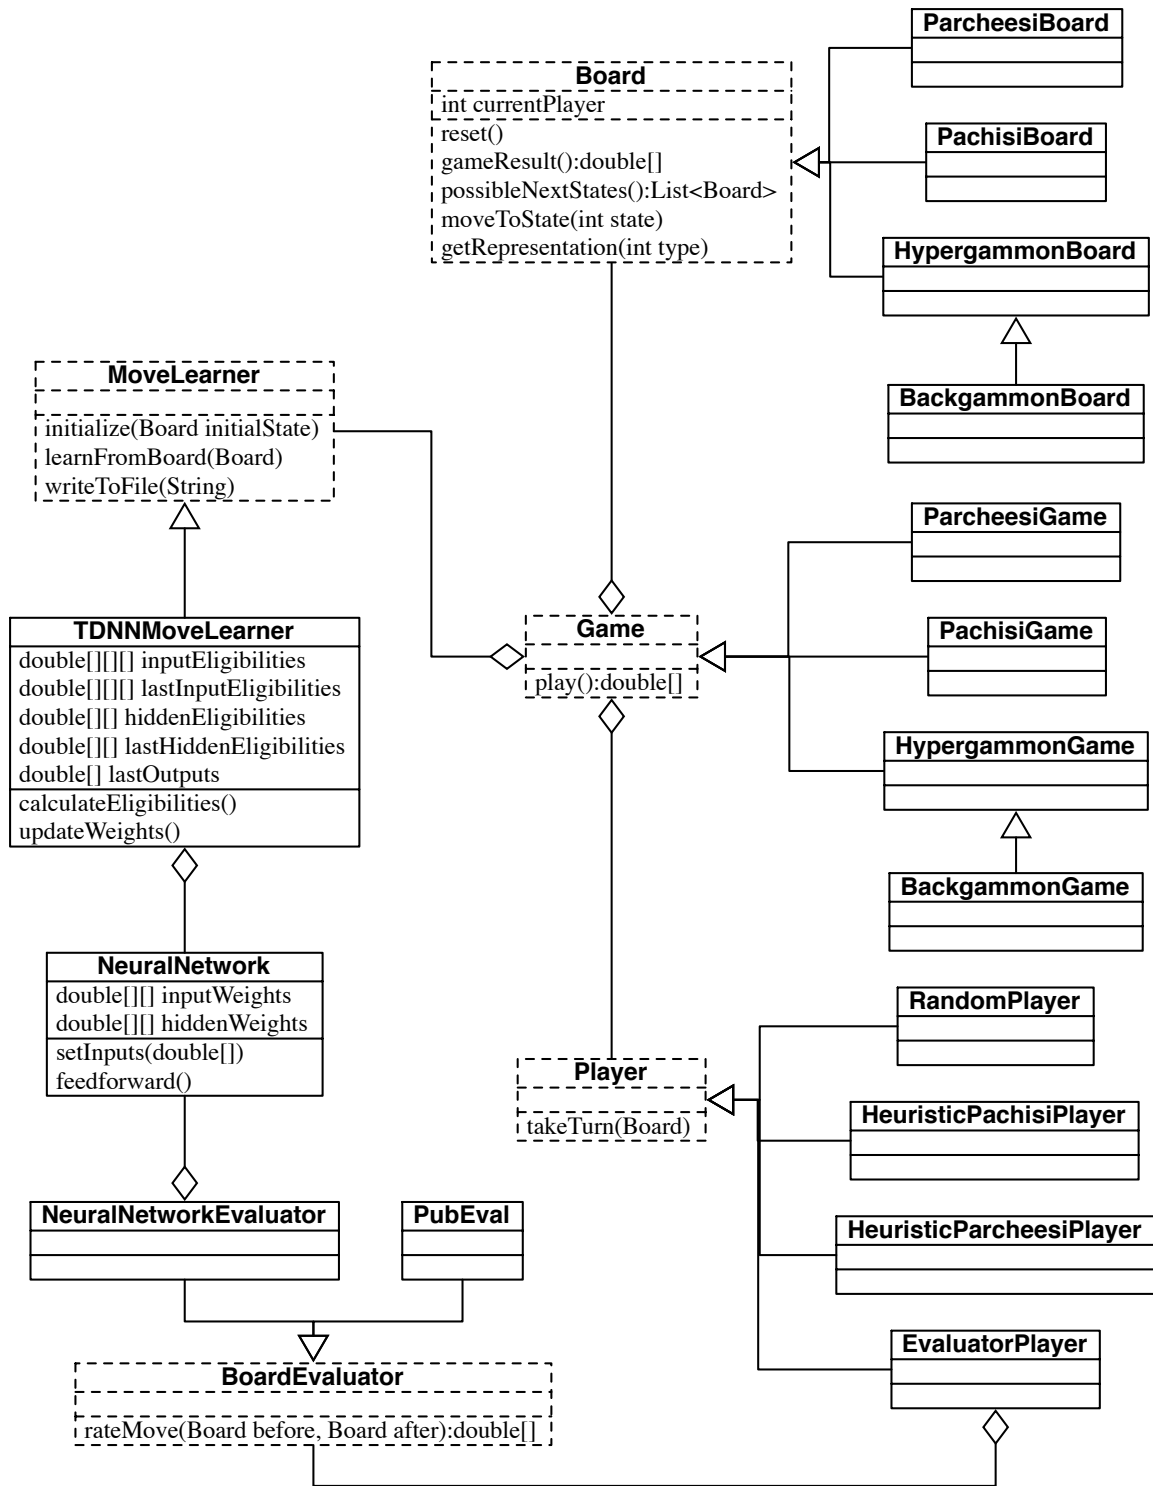 ParcheesiBoard
Board
int currentPlayer
reset()
gameResult():double[]
possibleNextStates():List<Board>
moveToState(int state)
getRepresentation(int type)
PachisiBoard
HypergammonBoard
BackgammonBoard
MoveLearner
initialize(Board initialState)
learnFromBoard(Board)
writeToFile(String)
ParcheesiGame
TDNNMoveLearner
double[][][] inputEligibilities
double[][][] lastInputEligibilities
double[][] hiddenEligibilities
double[][] lastHiddenEligibilities
double[] lastOutputs
calculateEligibilities()
updateWeights()
Game
play():double[]
PachisiGame
HypergammonGame
BackgammonGame
NeuralNetwork
double[][] inputWeights
double[][] hiddenWeights
setInputs(double[])
feedforward()
RandomPlayer
Player
takeTurn(Board)
HeuristicPachisiPlayer
NeuralNetworkEvaluator
PubEval
HeuristicParcheesiPlayer
EvaluatorPlayer
BoardEvaluator
rateMove(Board before, Board after):double[]